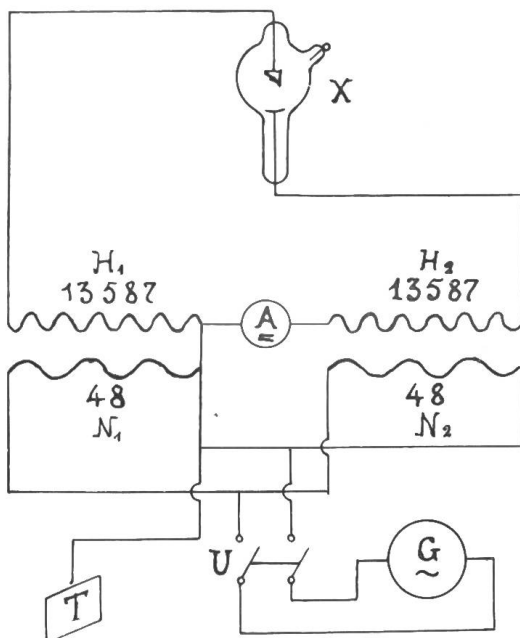 X
H₁
13587
H₂
13587
A
=
48
N₁
48
N₂
U
G
~
T